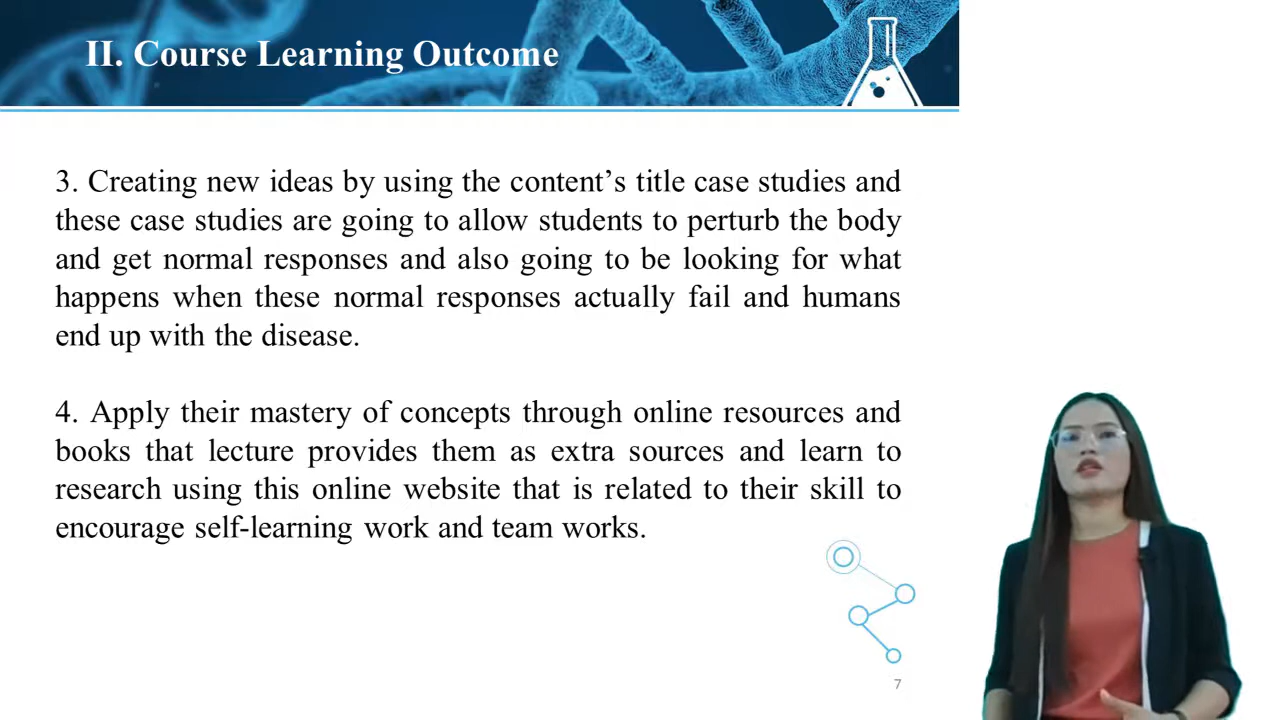 II. Course Learning Outcome
3. Creating new ideas by using the content’s title case studies and
these case studies are going to allow students to perturb the body
and get normal responses and also going to be looking for what
happens when these normal responses actually fail and humans
end up with the disease.
4. Apply their mastery of concepts through online resources and
books that lecture provides them as extra sources and learn to
research using this online website that is related to their skill to
encourage self-learning work and team works.
7